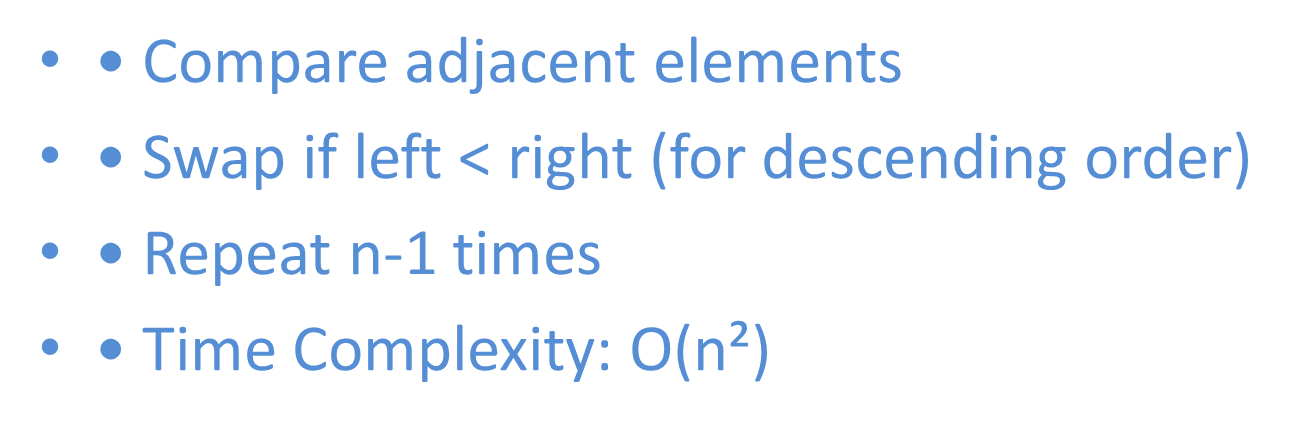 • • Compare adjacent elements
• • Swap if left < right (for descending order)
• • Repeat n-1 times
• • Time Complexity: O(n²)